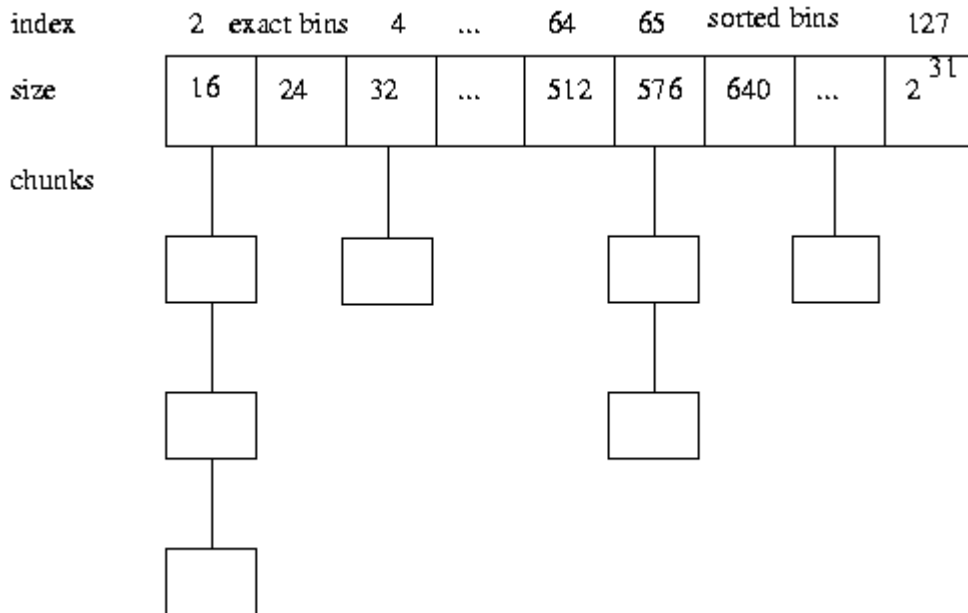 index 2 exact bins 4 ... 64 65 sorted bins 127
size 16 24 32 ... 512 576 640 ... 2^31
chunks